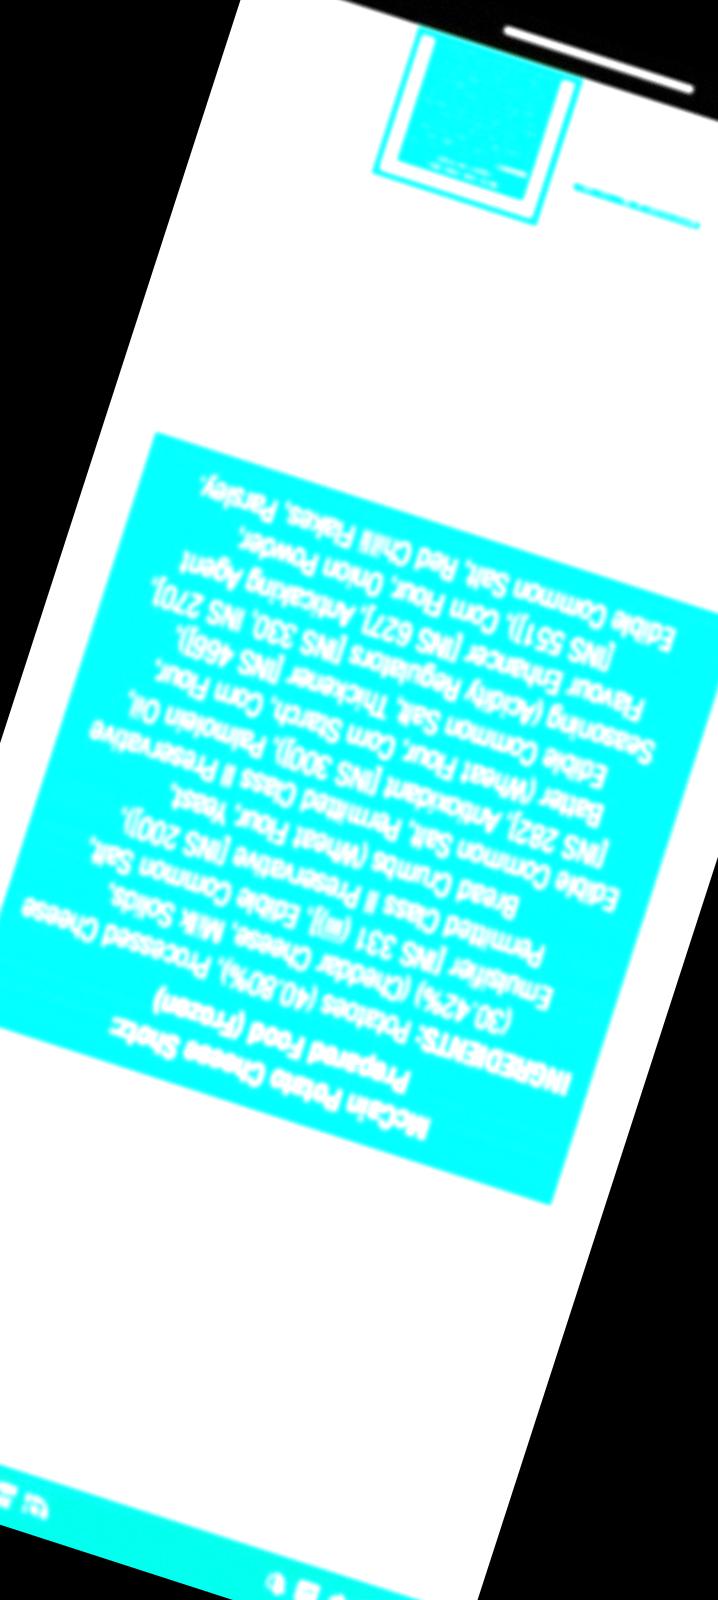 McCain Potato Cheese Shotz
Prepared Food (Frozen)
INGREDIENTS: Potatoes (40.80%), Processed Cheese
(30.42%) (Cheddar Cheese, Milk Solids,
Emulsifier [INS 331 (iii)], Edible Common Salt,
Permitted Class II Preservative [INS 200]),
Bread Crumbs (Wheat Flour, Yeast,
Edible Common Salt, Permitted Class II Preservative
[INS 282], Antioxidant [INS 300]), Palmolein Oil,
Batter (Wheat Flour, Corn Starch, Corn Flour,
Edible Common Salt, Thickener [INS 466]),
Seasoning (Acidity Regulators [INS 330, INS 270],
Flavour Enhancer [INS 627], Anticaking Agent
[INS 551]), Corn Flour, Onion Powder,
Edible Common Salt, Red Chilli Flakes, Parsley.